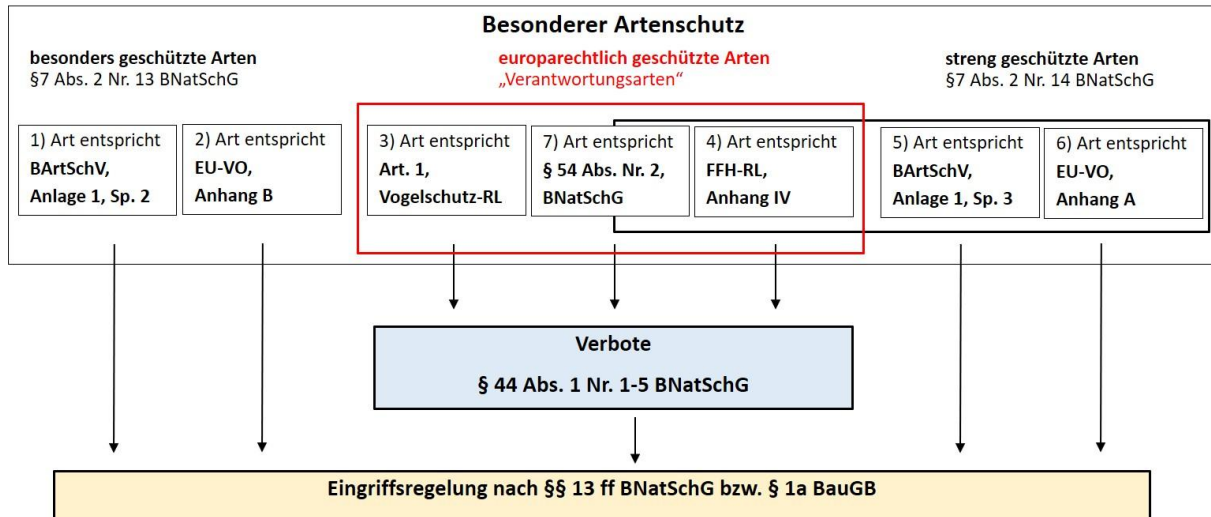 Besonderer Artenschutz
besonders geschützte Arten
§7 Abs. 2 Nr. 13 BNatSchG
europarechtlich geschützte Arten
„Verantwortungsarten“
streng geschützte Arten
§7 Abs. 2 Nr. 14 BNatSchG
1) Art entspricht
BArtSchV,
Anlage 1, Sp. 2
2) Art entspricht
EU-VO,
Anhang B
3) Art entspricht
Art. 1,
Vogelschutz-RL
7) Art entspricht
§ 54 Abs. Nr. 2,
BNatSchG
4) Art entspricht
FFH-RL,
Anhang IV
5) Art entspricht
BArtSchV,
Anlage 1, Sp. 3
6) Art entspricht
EU-VO,
Anhang A
Verbote
§ 44 Abs. 1 Nr. 1-5 BNatSchG
Eingriffsregelung nach §§ 13 ff BNatSchG bzw. § 1a BauGB